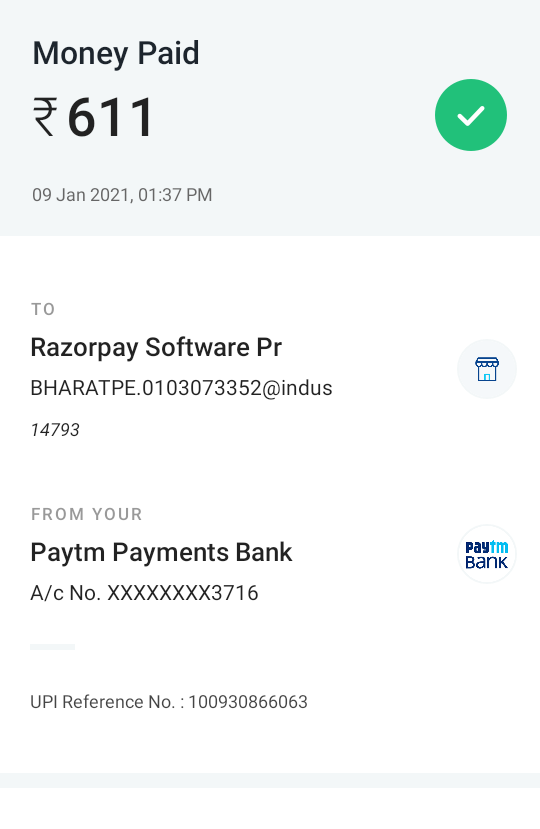 Money Paid
₹611
09 Jan 2021, 01:37 PM
TO
Razorpay Software Pr
BHARATPE.0103073352@indus
14793
FROM YOUR
Paytm Payments Bank
paytm
BANK
A/c No. XXXXXXXX3716
UPI Reference No. : 100930866063